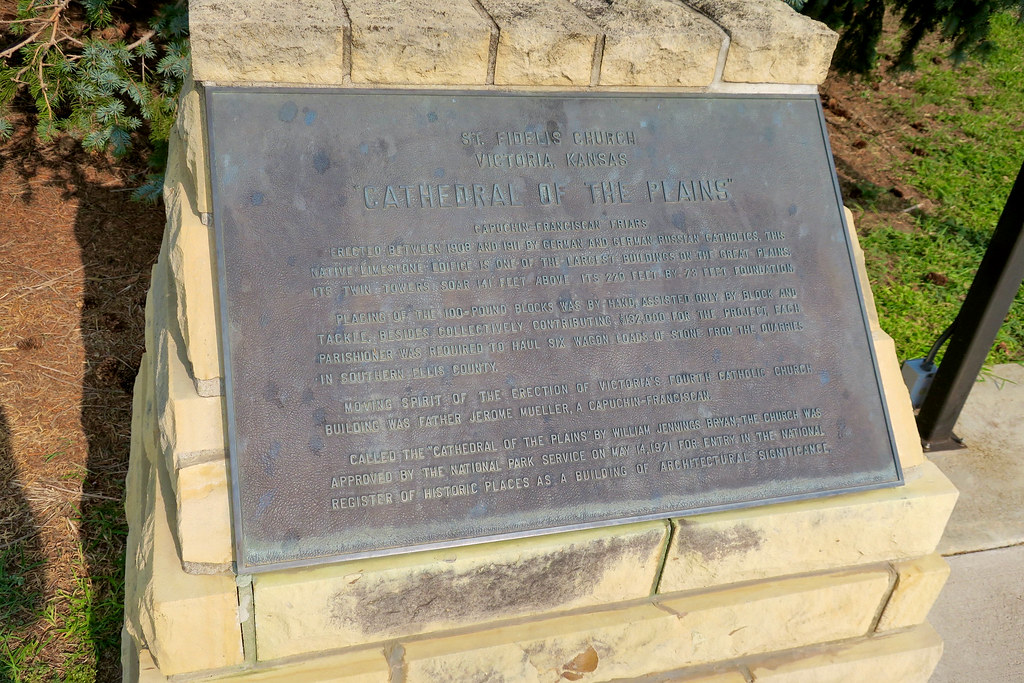 ST. FIDELIS CHURCH
VICTORIA, KANSAS
"CATHEDRAL OF THE PLAINS"
CAPUCHIN-FRANCISCAN FRIARS
ERECTED BETWEEN 1908 AND 1911 BY GERMAN AND GERMAN-RUSSIAN CATHOLICS, THIS
NATIVE LIMESTONE EDIFICE IS ONE OF THE LARGEST BUILDINGS ON THE GREAT PLAINS.
ITS TWIN-TOWERS SOAR 141 FEET ABOVE ITS 220 FEET BY 73 FEET FOUNDATION.
PLACING OF THE 100-POUND BLOCKS WAS BY HAND, ASSISTED ONLY BY BLOCK AND
TACKLE. BESIDES COLLECTIVELY CONTRIBUTING $132,000 FOR THE PROJECT, EACH
PARISHIONER WAS REQUIRED TO HAUL SIX WAGON LOADS OF STONE FROM THE QUARRIES
IN SOUTHERN ELLIS COUNTY.
MOVING SPIRIT OF THE ERECTION OF VICTORIA'S FOURTH CATHOLIC CHURCH
BUILDING WAS FATHER JEROME MUELLER, A CAPUCHIN-FRANCISCAN.
CALLED THE "CATHEDRAL OF THE PLAINS" BY WILLIAM JENNINGS BRYAN, THE CHURCH WAS
APPROVED BY THE NATIONAL PARK SERVICE ON MAY 14, 1971 FOR ENTRY IN THE NATIONAL
REGISTER OF HISTORIC PLACES AS A BUILDING OF ARCHITECTURAL SIGNIFICANCE.